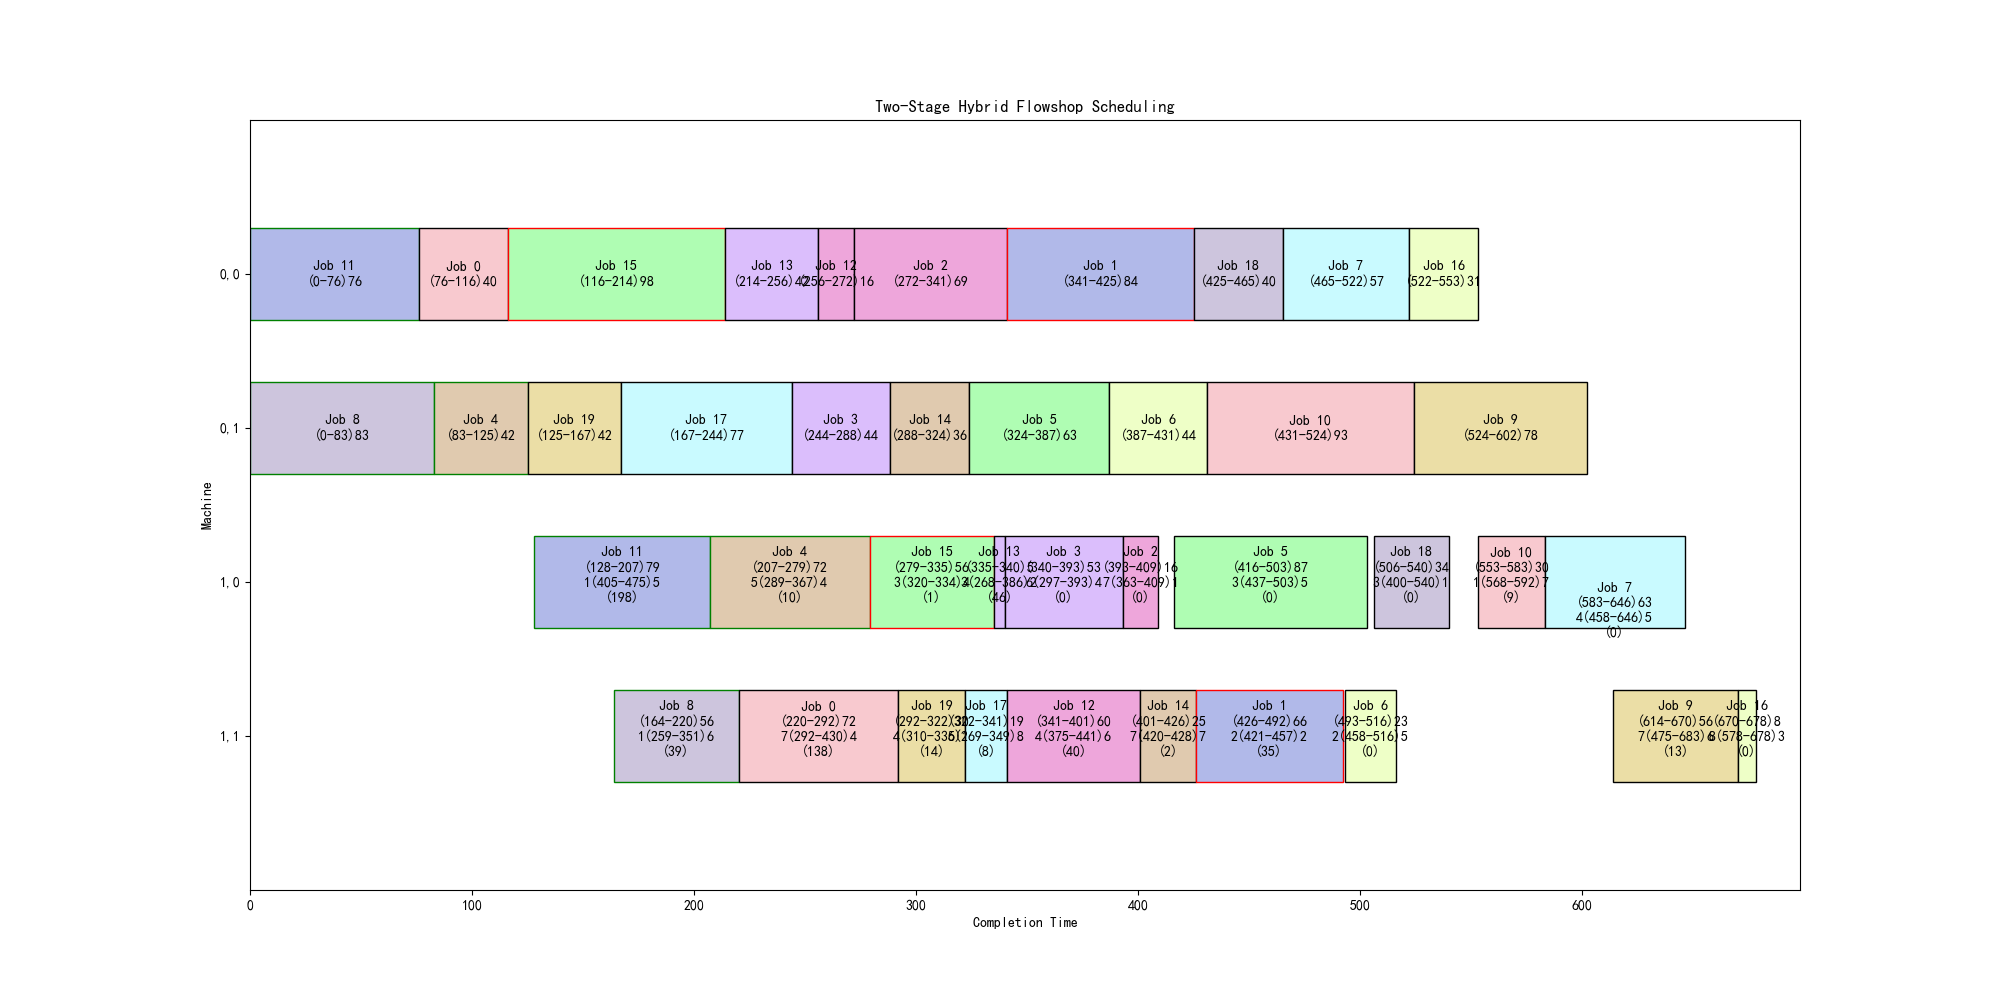 Two-Stage Hybrid Flowshop Scheduling
Job 11
(0-76)76
Job 0
(76-116)40
Job 15
(116-214)98
Job 13
(214-256)42
Job 12
(256-272)16
Job 2
(272-341)69
Job 1
(341-425)84
Job 18
(425-465)40
Job 7
(465-522)57
Job 16
(522-553)31
0,0
Job 8
(0-83)83
Job 4
(83-125)42
Job 19
(125-167)42
Job 17
(167-244)77
Job 3
(244-288)44
Job 14
(288-324)36
Job 5
(324-387)63
Job 6
(387-431)44
Job 10
(431-524)93
Job 9
(524-602)78
0,1
Machine
Job 11
(128-207)79
1(405-475)5
(198)
Job 4
(207-279)72
5(289-367)4
(10)
Job 15
(279-335)56
3(320-334)
(1)
Job 13
(335-340)5
4(268-386)
(46)
Job 3
(340-393)53
(297-393)47
(0)
Job 2
(393-409)16
(363-409)1
(0)
Job 5
(416-503)87
3(437-503)5
(0)
Job 18
(506-540)34
3(400-540)1
(0)
Job 10
(553-583)30
1(568-592)7
(9)
Job 7
(583-646)63
4(458-646)5
(0)
1,0
Job 8
(164-220)56
1(259-351)6
(39)
Job 0
(220-292)72
7(292-430)4
(138)
Job 19
(292-322)30
4(310-336)
(14)
Job 17
(322-341)19
(269-349)8
(8)
Job 12
(341-401)60
4(375-441)6
(40)
Job 14
(401-426)25
7(420-428)7
(2)
Job 1
(426-492)66
2(421-457)2
(35)
Job 6
(493-516)23
2(458-516)5
(0)
Job 9
(614-670)56
7(475-683)
(13)
Job 16
(670-678)8
(578-678)3
(0)
1,1
0 100 200 300 400 500 600
Completion Time